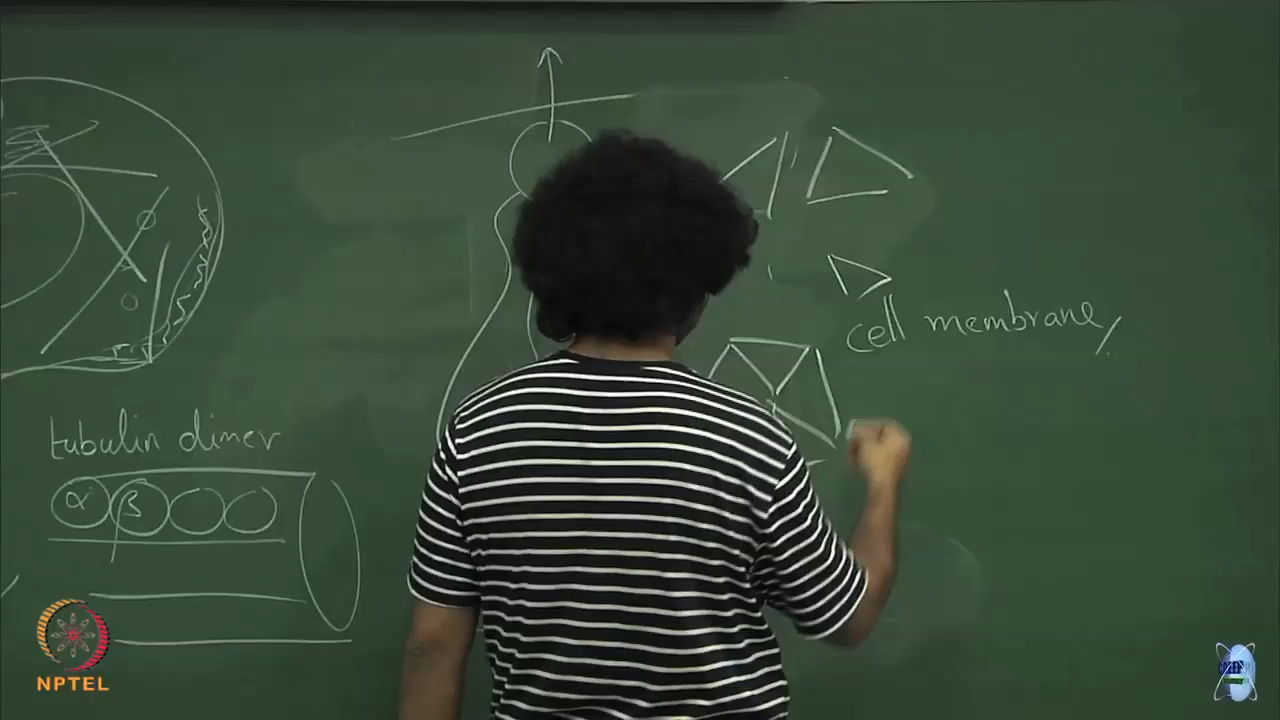 cell membrane,
tubulin dimer
α β
NPTEL